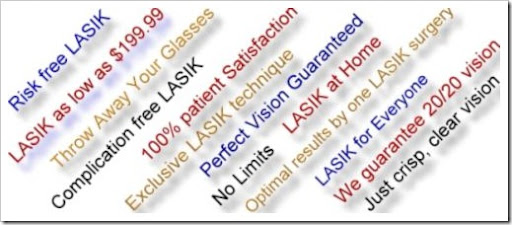 Risk free LASIK
LASIK as low as $199.99
Throw Away Your Glasses
Complication free LASIK
100% patient Satisfaction
Exclusive LASIK technique
Perfect Vision Guaranteed
No Limits
LASIK at Home
Optimal results by one LASIK surgery
LASIK for Everyone
We guarantee 20/20 vision
Just crisp, clear vision